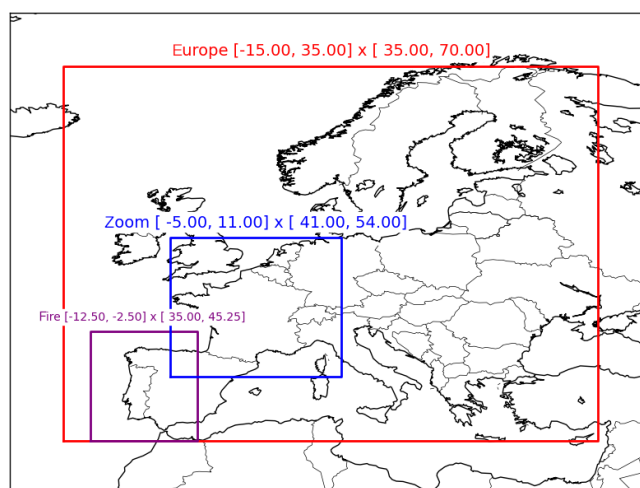 Europe [-15.00, 35.00] x [ 35.00, 70.00]
Zoom [ -5.00, 11.00] x [ 41.00, 54.00]
Fire [-12.50, -2.50] x [ 35.00, 45.25]